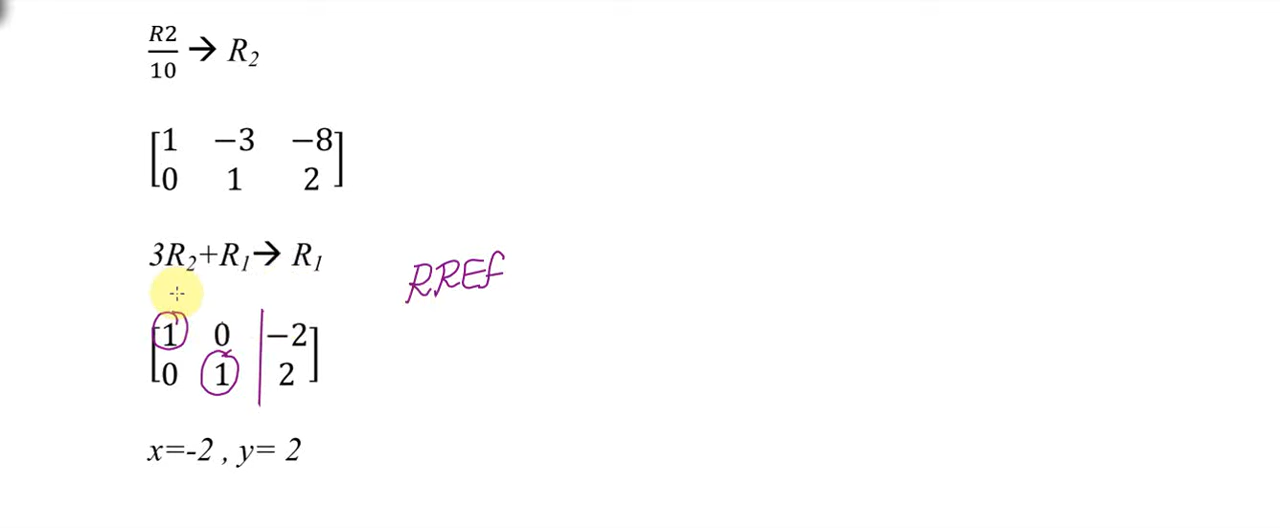 R2/10 → R₂
[1 −3 −8]
[0 1 2]
3R₂+R₁→ R₁
RREF
[1 0 | −2]
[0 1 | 2]
x=-2 , y= 2